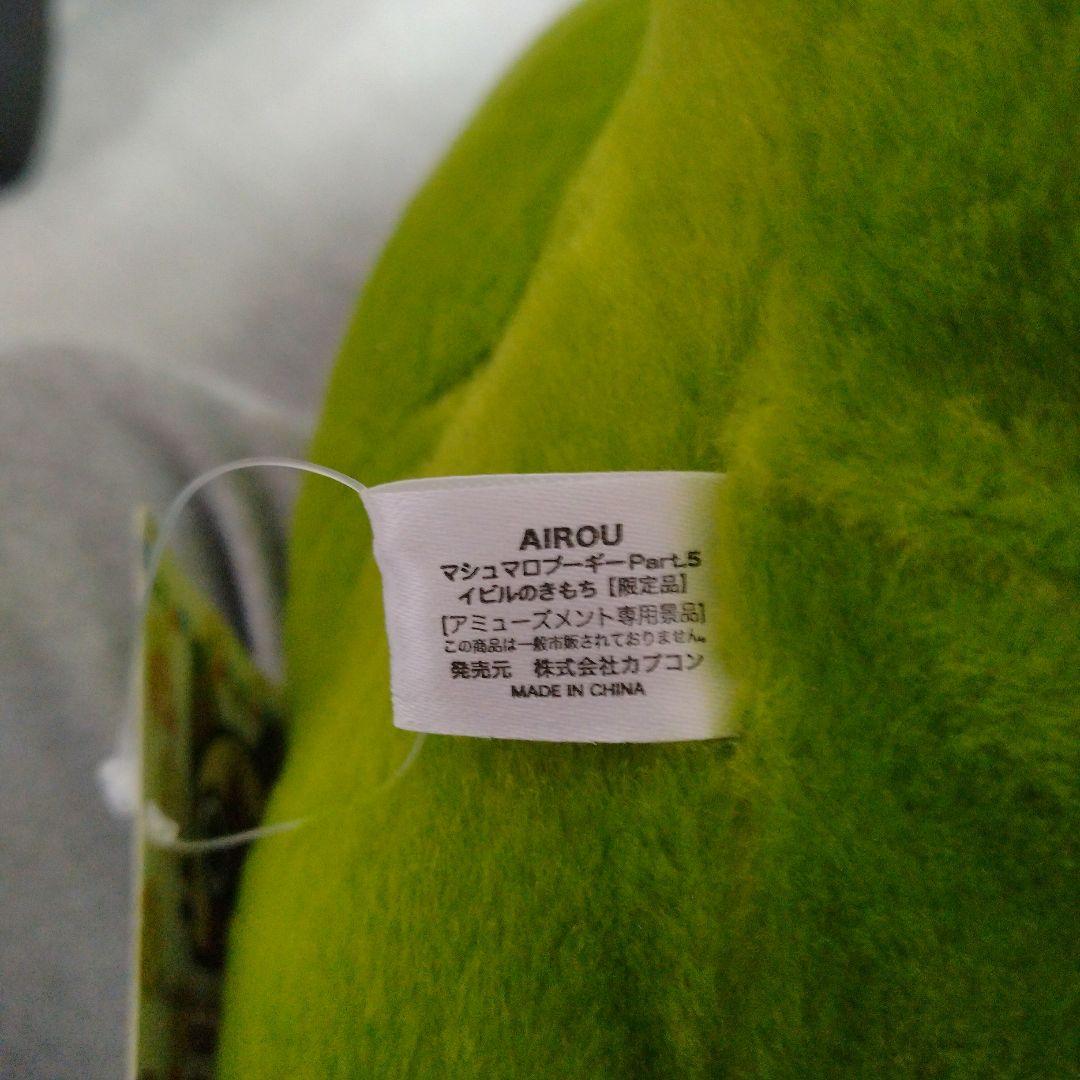 AIROU
マシュマロブーギーPart.5
イビルのきもち【限定品】
[アミューズメント専用景品]
この商品は一般市販されておりません。
発売元　株式会社カプコン
MADE IN CHINA